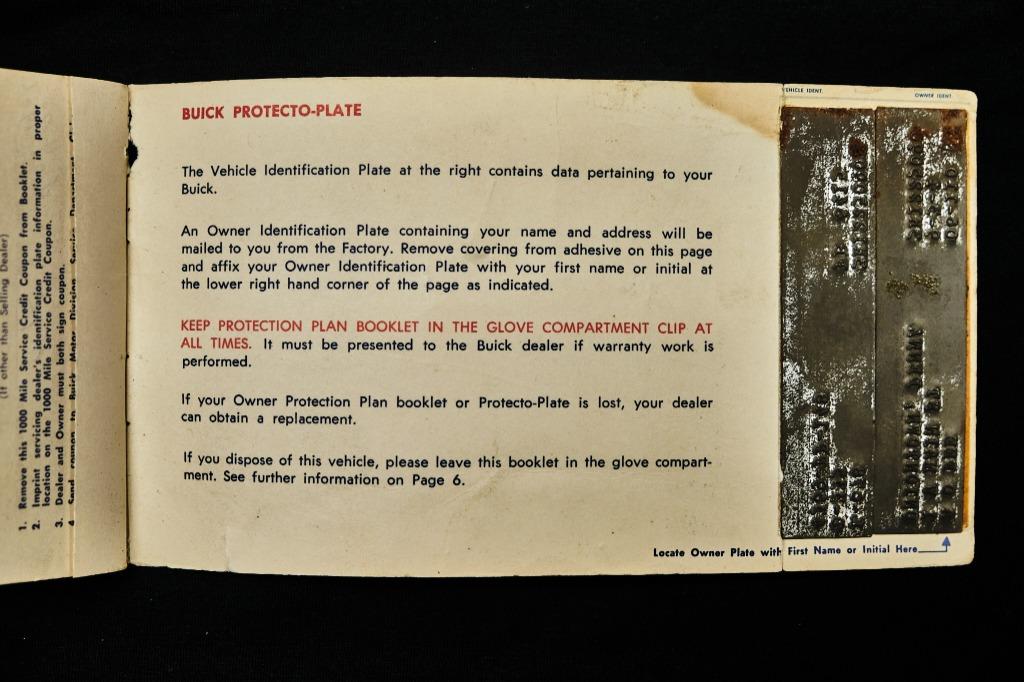 (If other than Selling Dealer)
1. Remove this 1000 Mile Service Credit Coupon from Booklet.
2. Imprint servicing dealer's identification plate information in proper
location on the 1000 Mile Service Credit Coupon.
3. Dealer and Owner must both sign coupon.
4. Send coupon to Buick Motor Division Service Department
BUICK PROTECTO-PLATE
The Vehicle Identification Plate at the right contains data pertaining to your
Buick.
An Owner Identification Plate containing your name and address will be
mailed to you from the Factory. Remove covering from adhesive on this page
and affix your Owner Identification Plate with your first name or initial at
the lower right hand corner of the page as indicated.
KEEP PROTECTION PLAN BOOKLET IN THE GLOVE COMPARTMENT CLIP AT
ALL TIMES. It must be presented to the Buick dealer if warranty work is
performed.
If your Owner Protection Plan booklet or Protecto-Plate is lost, your dealer
can obtain a replacement.
If you dispose of this vehicle, please leave this booklet in the glove compart-
ment. See further information on Page 6.
VEHICLE IDENT.
OWNER IDENT.
Locate Owner Plate with First Name or Initial Here